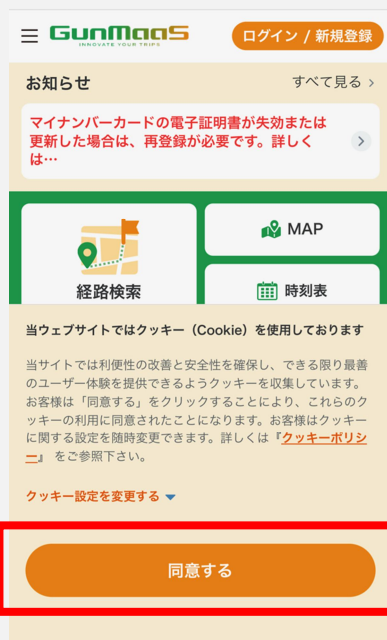 GunMaaS
INNOVATE YOUR TRIPS
ログイン / 新規登録
お知らせ
すべて見る
マイナンバーカードの電子証明書が失効または
更新した場合は、再登録が必要です。詳しく
は…
経路検索
MAP
時刻表
当ウェブサイトではクッキー（Cookie）を使用しております
当サイトでは利便性の改善と安全性を確保し、できる限り最善
のユーザー体験を提供できるようクッキーを収集しています。
お客様は「同意する」をクリックすることにより、これらのク
ッキーの利用に同意されたことになります。お客様はクッキー
に関する設定を随時変更できます。詳しくは『クッキーポリシ
ー』 をご参照下さい。
クッキー設定を変更する
同意する